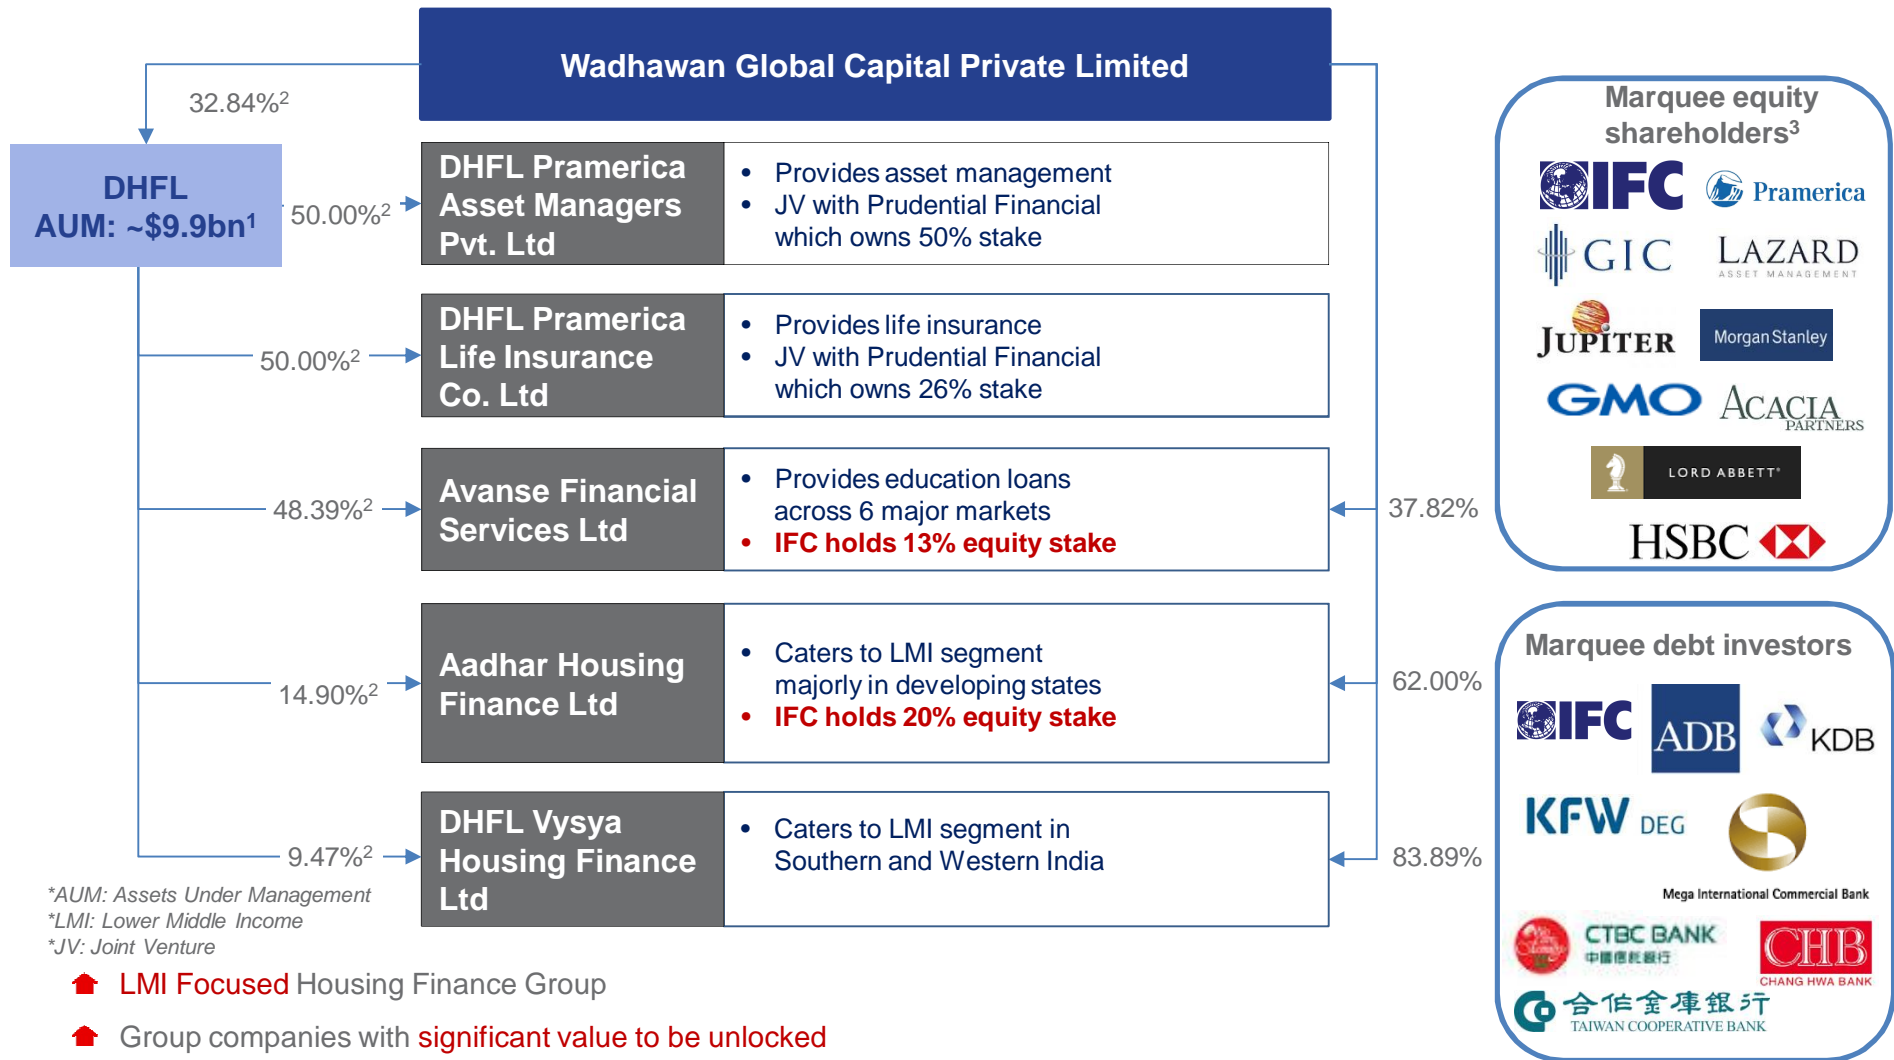 Wadhawan Global Capital Private Limited
32.84%2
DHFL
AUM: ~$9.9bn1
50.00%2
DHFL Pramerica
Asset Managers
Pvt. Ltd
• Provides asset management
• JV with Prudential Financial
which owns 50% stake
50.00%2
DHFL Pramerica
Life Insurance
Co. Ltd
• Provides life insurance
• JV with Prudential Financial
which owns 26% stake
48.39%2
Avanse Financial
Services Ltd
• Provides education loans
across 6 major markets
• IFC holds 13% equity stake
37.82%
14.90%2
Aadhar Housing
Finance Ltd
• Caters to LMI segment
majorly in developing states
• IFC holds 20% equity stake
62.00%
9.47%2
DHFL Vysya
Housing Finance
Ltd
• Caters to LMI segment in
Southern and Western India
83.89%
*AUM: Assets Under Management
*LMI: Lower Middle Income
*JV: Joint Venture
LMI Focused Housing Finance Group
Group companies with significant value to be unlocked
Marquee equity
shareholders3
IFC
Pramerica
GIC
LAZARD
ASSET MANAGEMENT
JUPITER
Morgan Stanley
GMO
ACACIA
PARTNERS
LORD ABBETT
HSBC
Marquee debt investors
IFC
ADB
KDB
KFW DEG
Mega International Commercial Bank
CTBC BANK
中國信託銀行
CHB
CHANG HWA BANK
合作金庫銀行
TAIWAN COOPERATIVE BANK